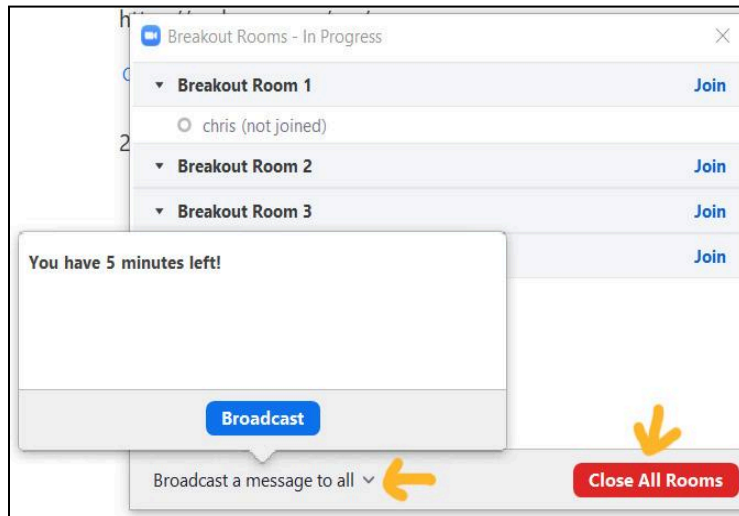 Breakout Rooms - In Progress
Breakout Room 1 Join
chris (not joined)
2
Breakout Room 2 Join
Breakout Room 3 Join
Join
You have 5 minutes left!
Broadcast
Broadcast a message to all
Close All Rooms